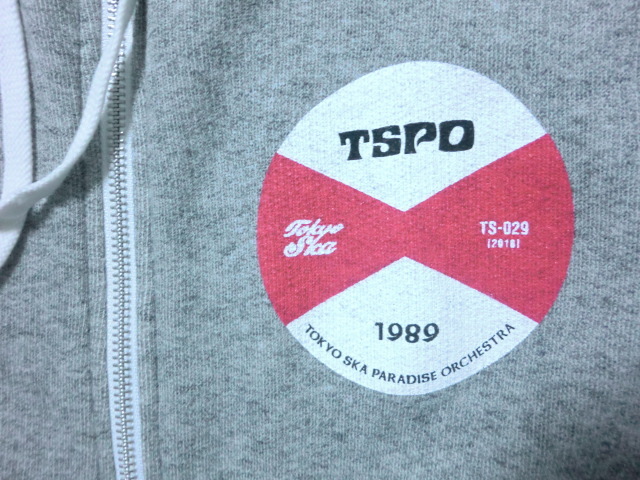 TSPO
Tokyo
Ska
TS-029
[2016]
1989
TOKYO SKA PARADISE ORCHESTRA